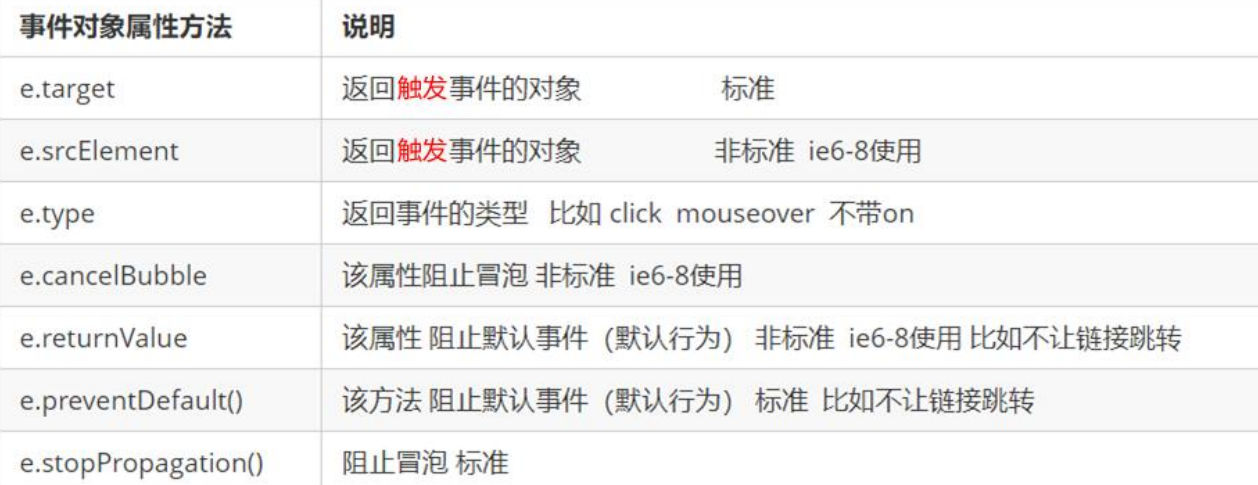 事件对象属性方法 说明
e.target 返回触发事件的对象 标准
e.srcElement 返回触发事件的对象 非标准 ie6-8使用
e.type 返回事件的类型 比如 click mouseover 不带on
e.cancelBubble 该属性阻止冒泡 非标准 ie6-8使用
e.returnValue 该属性 阻止默认事件（默认行为） 非标准 ie6-8使用 比如不让链接跳转
e.preventDefault() 该方法 阻止默认事件（默认行为） 标准 比如不让链接跳转
e.stopPropagation() 阻止冒泡 标准